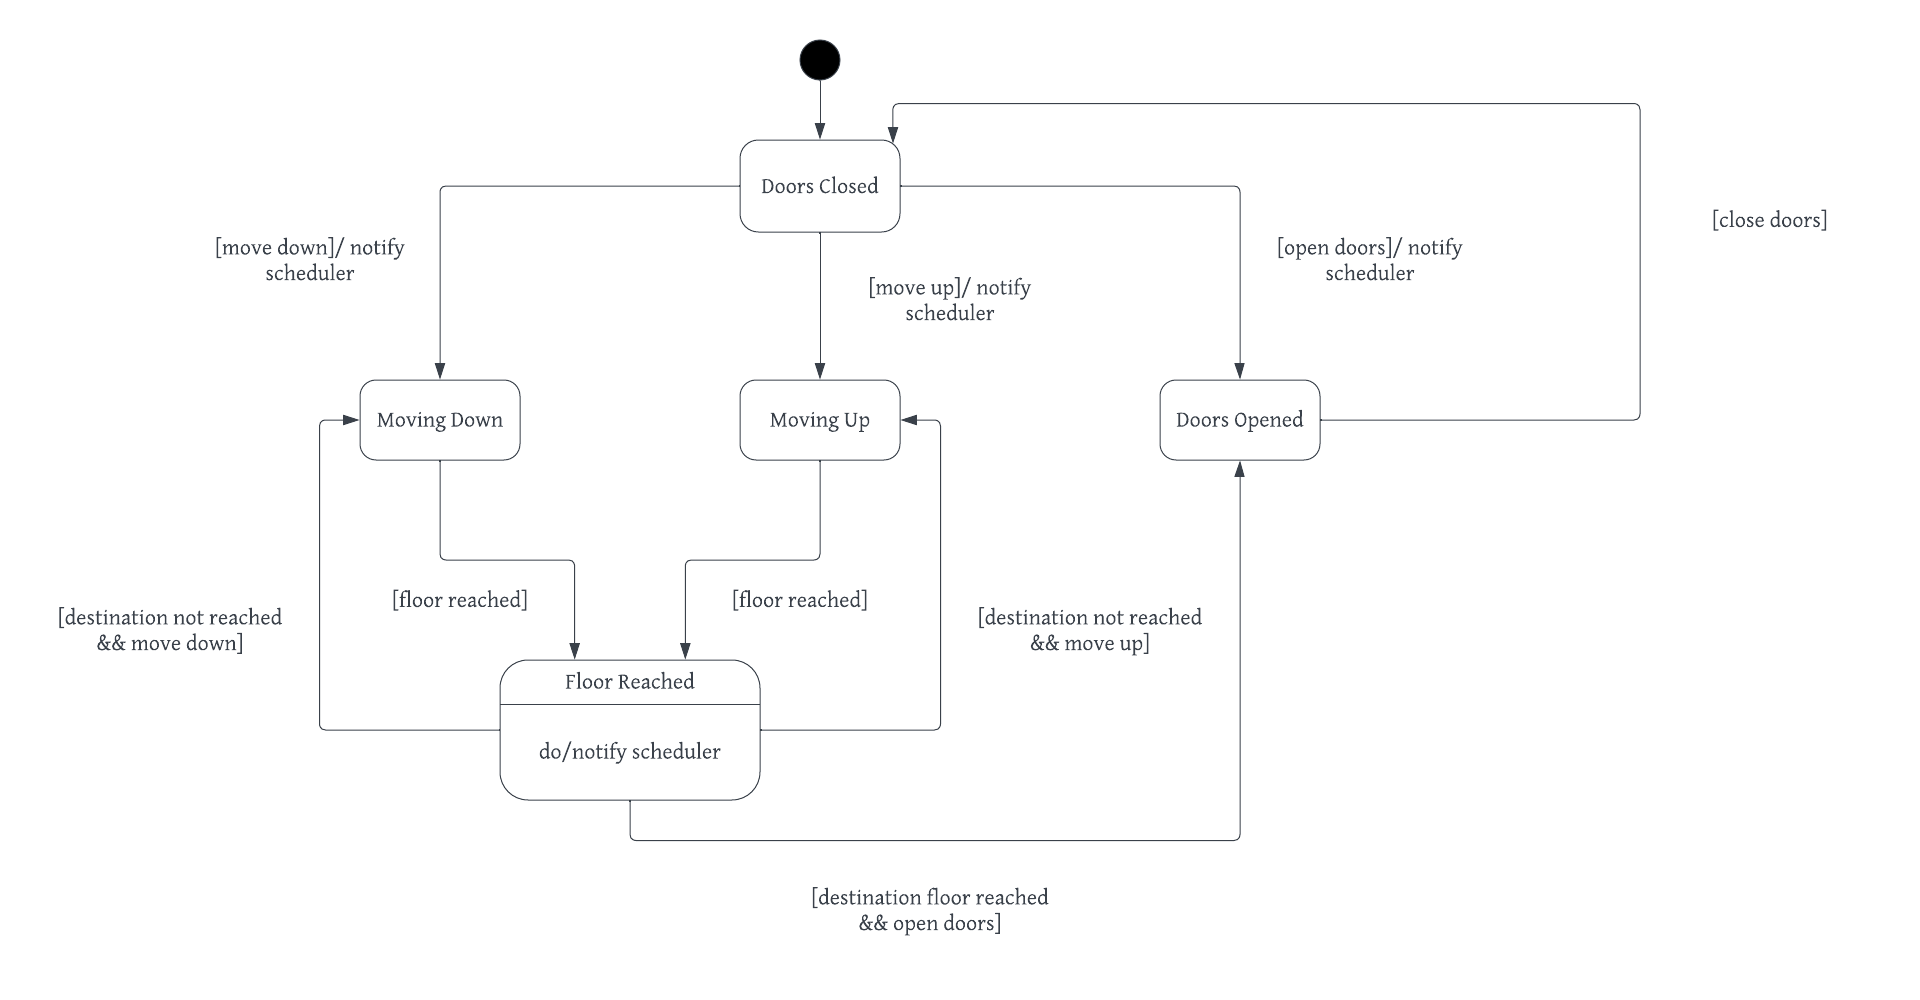 Doors Closed
[close doors]
[move down]/ notify
scheduler
[move up]/ notify
scheduler
[open doors]/ notify
scheduler
Moving Down
Moving Up
Doors Opened
[floor reached]
[floor reached]
[destination not reached
&& move down]
[destination not reached
&& move up]
Floor Reached
do/notify scheduler
[destination floor reached
&& open doors]